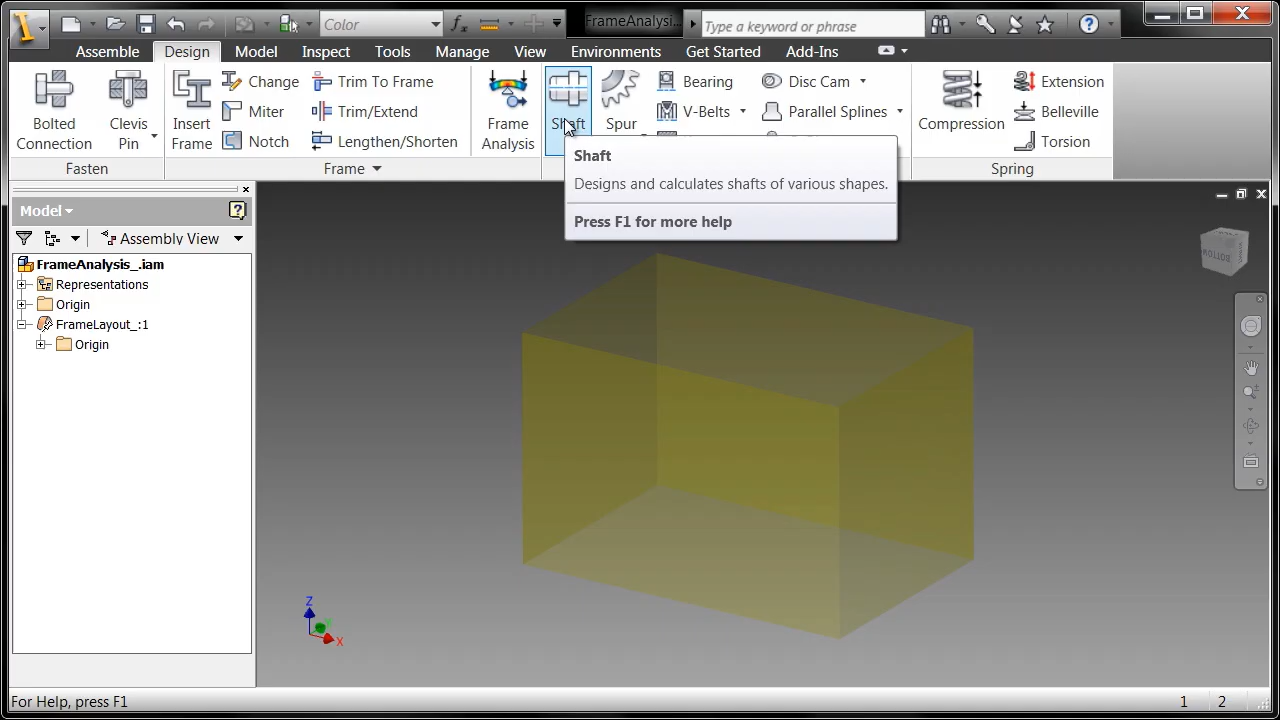 Color
FrameAnalysi...
Type a keyword or phrase
Assemble Design Model Inspect Tools Manage View Environments Get Started Add-Ins
Bolted Connection
Clevis Pin
Insert Frame
Change
Miter
Notch
Trim To Frame
Trim/Extend
Lengthen/Shorten
Frame Analysis
Shaft
Spur
Bearing
V-Belts
Disc Cam
Parallel Splines
Compression
Extension
Belleville
Torsion
Fasten
Frame
Spring
Shaft
Designs and calculates shafts of various shapes.
Press F1 for more help
Model
Assembly View
FrameAnalysis_.iam
Representations
Origin
FrameLayout_:1
Origin
BOTTOM
Z
X
For Help, press F1
1 2